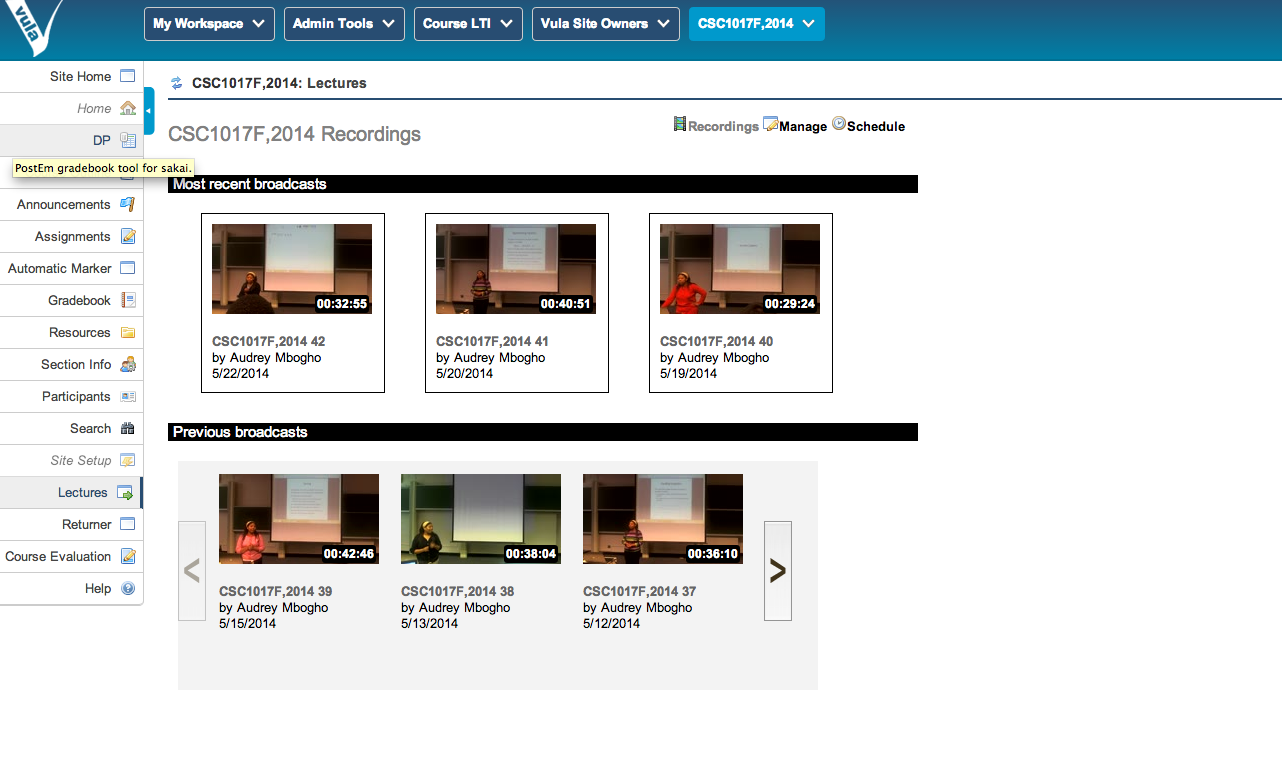 vula
My Workspace
Admin Tools
Course LTI
Vula Site Owners
CSC1017F,2014
Site Home
Home
DP
PostEm gradebook tool for sakai.
Announcements
Assignments
Automatic Marker
Gradebook
Resources
Section Info
Participants
Search
Site Setup
Lectures
Returner
Course Evaluation
Help
CSC1017F,2014: Lectures
CSC1017F,2014 Recordings
Recordings Manage Schedule
Most recent broadcasts
00:32:55
CSC1017F,2014 42
by Audrey Mbogho
5/22/2014
00:40:51
CSC1017F,2014 41
by Audrey Mbogho
5/20/2014
00:29:24
CSC1017F,2014 40
by Audrey Mbogho
5/19/2014
Previous broadcasts
<
00:42:46
CSC1017F,2014 39
by Audrey Mbogho
5/15/2014
00:38:04
CSC1017F,2014 38
by Audrey Mbogho
5/13/2014
00:36:10
CSC1017F,2014 37
by Audrey Mbogho
5/12/2014
>